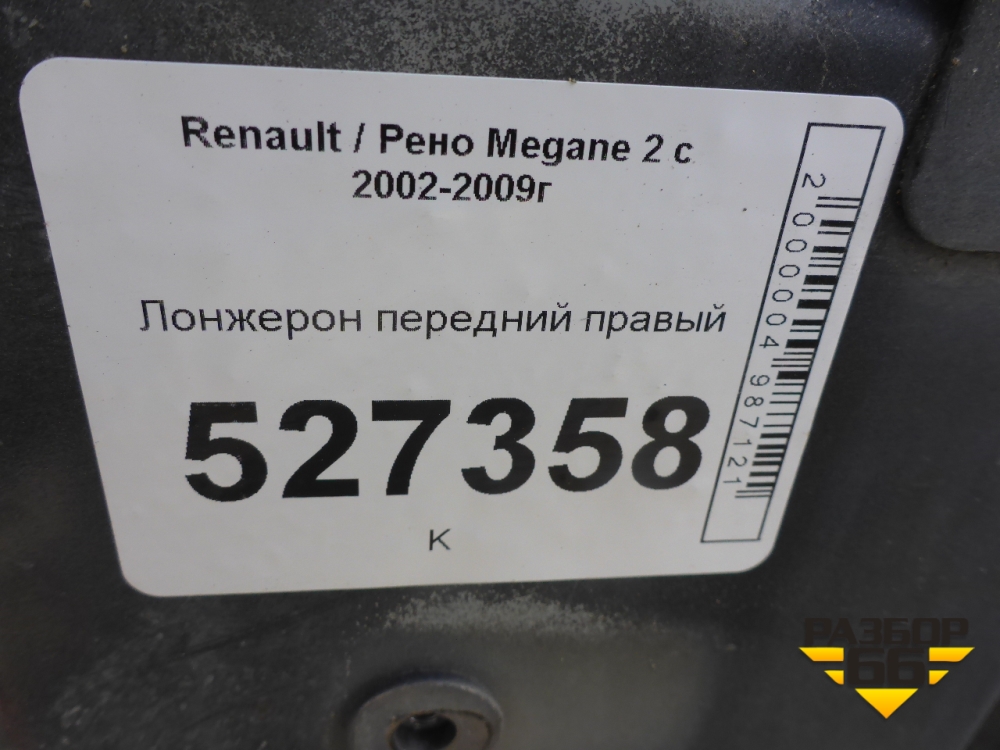 Renault / Рено Megane 2 с
2002-2009г
Лонжерон передний правый
527358
К
2000004987121
РАЗБОР
66